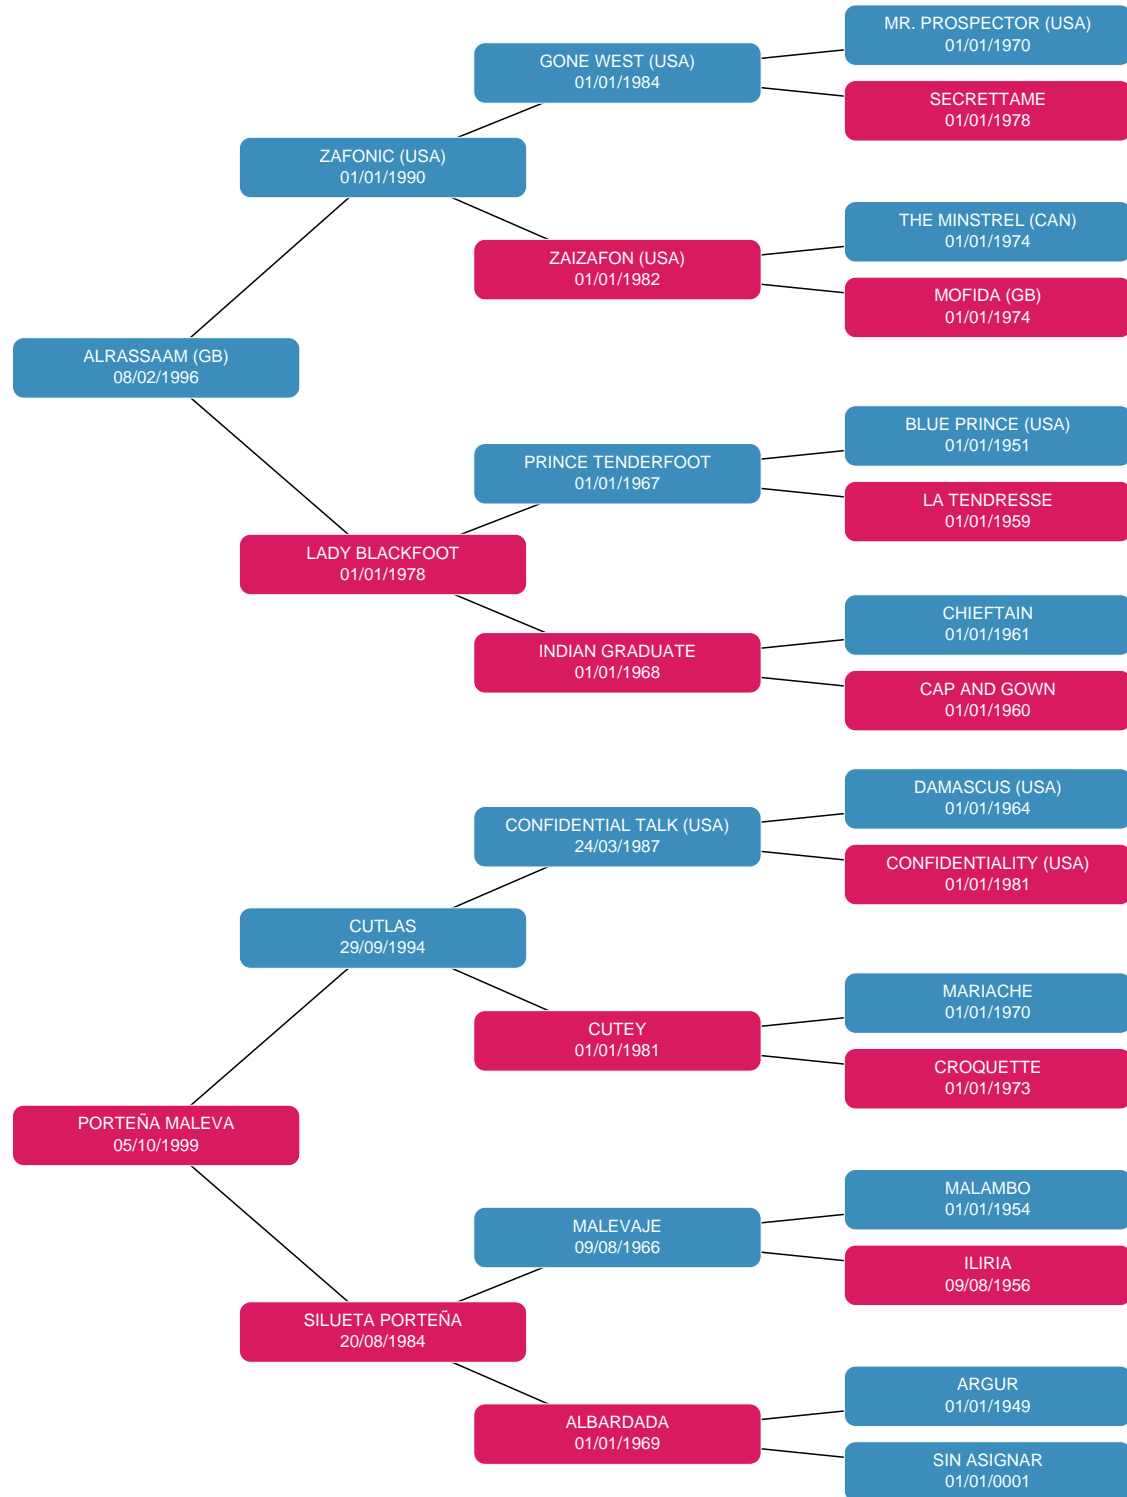 MR. PROSPECTOR (USA)
01/01/1970
GONE WEST (USA)
01/01/1984
SECRETTAME
01/01/1978
ZAFONIC (USA)
01/01/1990
THE MINSTREL (CAN)
01/01/1974
ZAIZAFON (USA)
01/01/1982
MOFIDA (GB)
01/01/1974
ALRASSAAM (GB)
08/02/1996
BLUE PRINCE (USA)
01/01/1951
PRINCE TENDERFOOT
01/01/1967
LA TENDRESSE
01/01/1959
LADY BLACKFOOT
01/01/1978
CHIEFTAIN
01/01/1961
INDIAN GRADUATE
01/01/1968
CAP AND GOWN
01/01/1960
DAMASCUS (USA)
01/01/1964
CONFIDENTIAL TALK (USA)
24/03/1987
CONFIDENTIALITY (USA)
01/01/1981
CUTLAS
29/09/1994
MARIACHE
01/01/1970
CUTEY
01/01/1981
CROQUETTE
01/01/1973
PORTEÑA MALEVA
05/10/1999
MALAMBO
01/01/1954
MALEVAJE
09/08/1966
ILIRIA
09/08/1956
SILUETA PORTEÑA
20/08/1984
ARGUR
01/01/1949
ALBARDADA
01/01/1969
SIN ASIGNAR
01/01/0001